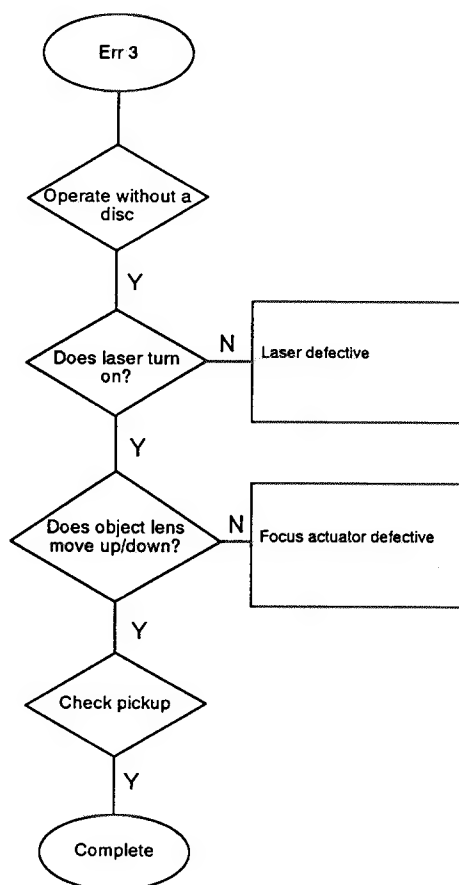 Err 3
Operate without a
disc
Y
Does laser turn
on?
N
Laser defective
Y
Does object lens
move up/down?
N
Focus actuator defective
Y
Check pickup
Y
Complete